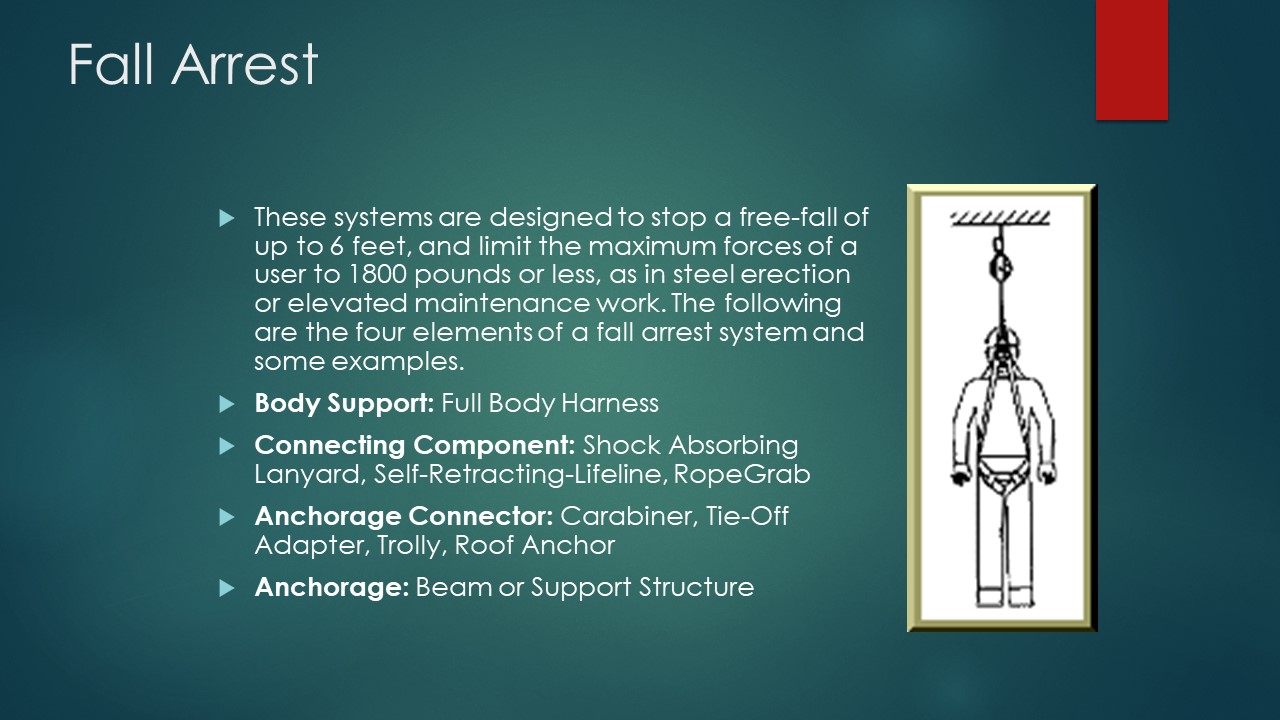 Fall Arrest
These systems are designed to stop a free-fall of
up to 6 feet, and limit the maximum forces of a
user to 1800 pounds or less, as in steel erection
or elevated maintenance work. The following
are the four elements of a fall arrest system and
some examples.
Body Support: Full Body Harness
Connecting Component: Shock Absorbing
Lanyard, Self-Retracting-Lifeline, RopeGrab
Anchorage Connector: Carabiner, Tie-Off
Adapter, Trolly, Roof Anchor
Anchorage: Beam or Support Structure